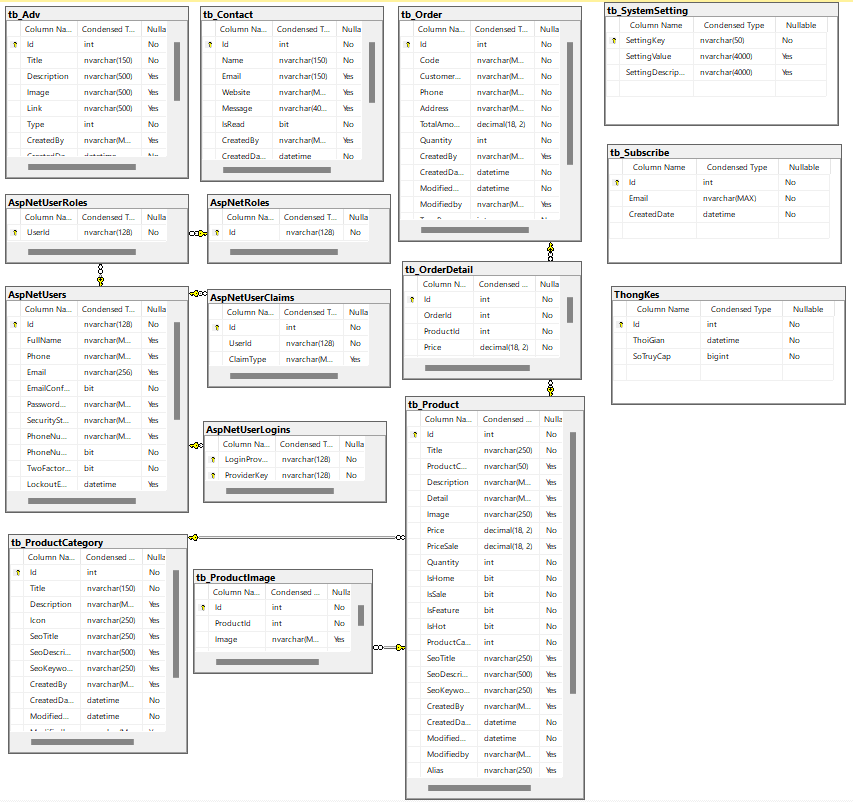 tb_Adv
Column Na... Condensed T... Nulla
Id int No
Title nvarchar(150) No
Description nvarchar(500) Yes
Image nvarchar(500) Yes
Link nvarchar(500) Yes
Type int No
CreatedBy nvarchar(M... Yes
CreatedDa... datetime No
tb_Contact
Column Na... Condensed T... Nulla
Id int No
Name nvarchar(150) No
Email nvarchar(150) Yes
Website nvarchar(M... Yes
Message nvarchar(40... Yes
IsRead bit No
CreatedBy nvarchar(M... Yes
CreatedDa... datetime No
tb_Order
Column Na... Condensed T... Nulla
Id int No
Code nvarchar(M... No
Customer... nvarchar(M... No
Phone nvarchar(M... No
Address nvarchar(M... No
TotalAmo... decimal(18, 2) No
Quantity int No
CreatedBy nvarchar(M... Yes
CreatedDa... datetime No
Modified... datetime No
Modifiedby nvarchar(M... Yes
tb_SystemSetting
Column Name Condensed Type Nullable
SettingKey nvarchar(50) No
SettingValue nvarchar(4000) Yes
SettingDescrip... nvarchar(4000) Yes
tb_Subscribe
Column Name Condensed Type Nullable
Id int No
Email nvarchar(MAX) No
CreatedDate datetime No
AspNetUserRoles
Column Na... Condensed T... Nulla
UserId nvarchar(128) No
AspNetRoles
Column Na... Condensed T... Nulla
Id nvarchar(128) No
tb_OrderDetail
Column N... Condensed ... Nulla
Id int No
OrderId int No
ProductId int No
Price decimal(18, 2) No
ThongKes
Column Name Condensed Type Nullable
Id int No
ThoiGian datetime No
SoTruyCap bigint No
AspNetUsers
Column Na... Condensed T... Nulla
Id nvarchar(128) No
FullName nvarchar(M... Yes
Phone nvarchar(M... Yes
Email nvarchar(256) Yes
EmailConf... bit No
Password... nvarchar(M... Yes
SecuritySt... nvarchar(M... Yes
PhoneNu... nvarchar(M... Yes
PhoneNu... bit No
TwoFactor... bit No
LockoutE... datetime Yes
AspNetUserClaims
Column Na... Condensed T... Nulla
Id int No
UserId nvarchar(128) No
ClaimType nvarchar(M... Yes
AspNetUserLogins
Column Na... Condensed T... Nulla
LoginProv... nvarchar(128) No
ProviderKey nvarchar(128) No
tb_Product
Column Na... Condensed ... Nulla
Id int No
Title nvarchar(250) No
ProductC... nvarchar(50) Yes
Description nvarchar(M... Yes
Detail nvarchar(M... Yes
Image nvarchar(250) Yes
Price decimal(18, 2) No
PriceSale decimal(18, 2) Yes
Quantity int No
IsHome bit No
IsSale bit No
IsFeature bit No
IsHot bit No
ProductCa... int No
SeoTitle nvarchar(250) Yes
SeoDescri... nvarchar(500) Yes
SeoKeywo... nvarchar(250) Yes
CreatedBy nvarchar(M... Yes
CreatedDa... datetime No
Modified... datetime No
Modifiedby nvarchar(M... Yes
Alias nvarchar(250) Yes
tb_ProductCategory
Column Na... Condensed ... Nulla
Id int No
Title nvarchar(150) No
Description nvarchar(M... Yes
Icon nvarchar(250) Yes
SeoTitle nvarchar(250) Yes
SeoDescri... nvarchar(500) Yes
SeoKeywo... nvarchar(250) Yes
CreatedBy nvarchar(M... Yes
CreatedDa... datetime No
Modified... datetime No
tb_ProductImage
Column Na... Condensed ... Nulla
Id int No
ProductId int No
Image nvarchar(M... Yes